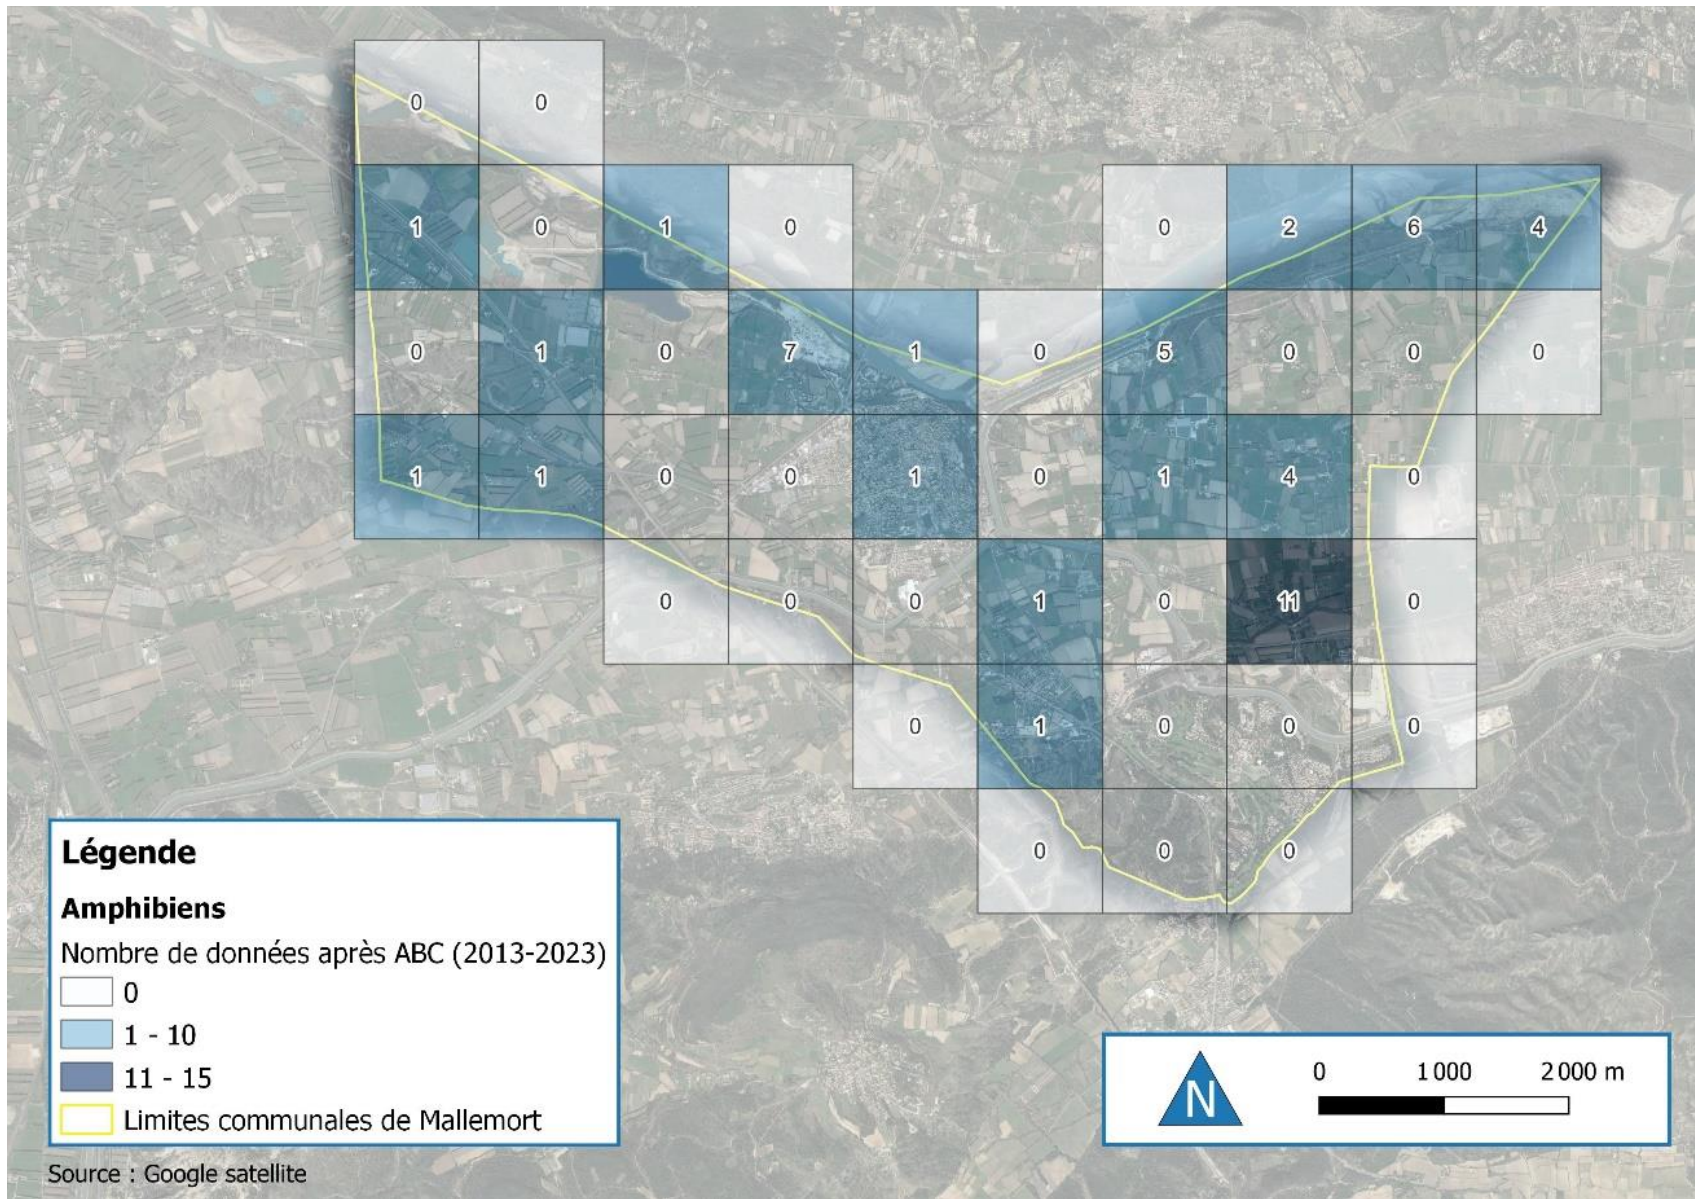 0 0
1 0 1 0 0 2 6 4
0 1 0 7 1 0 5 0 0 0
1 1 0 0 1 0 1 4 0
0 0 0 1 0 11 0
0 1 0 0 0
0 0 0
Légende
Amphibiens
Nombre de données après ABC (2013-2023)
0
1 - 10
11 - 15
Limites communales de Mallemort
N
0 1 000 2 000 m
Source : Google satellite